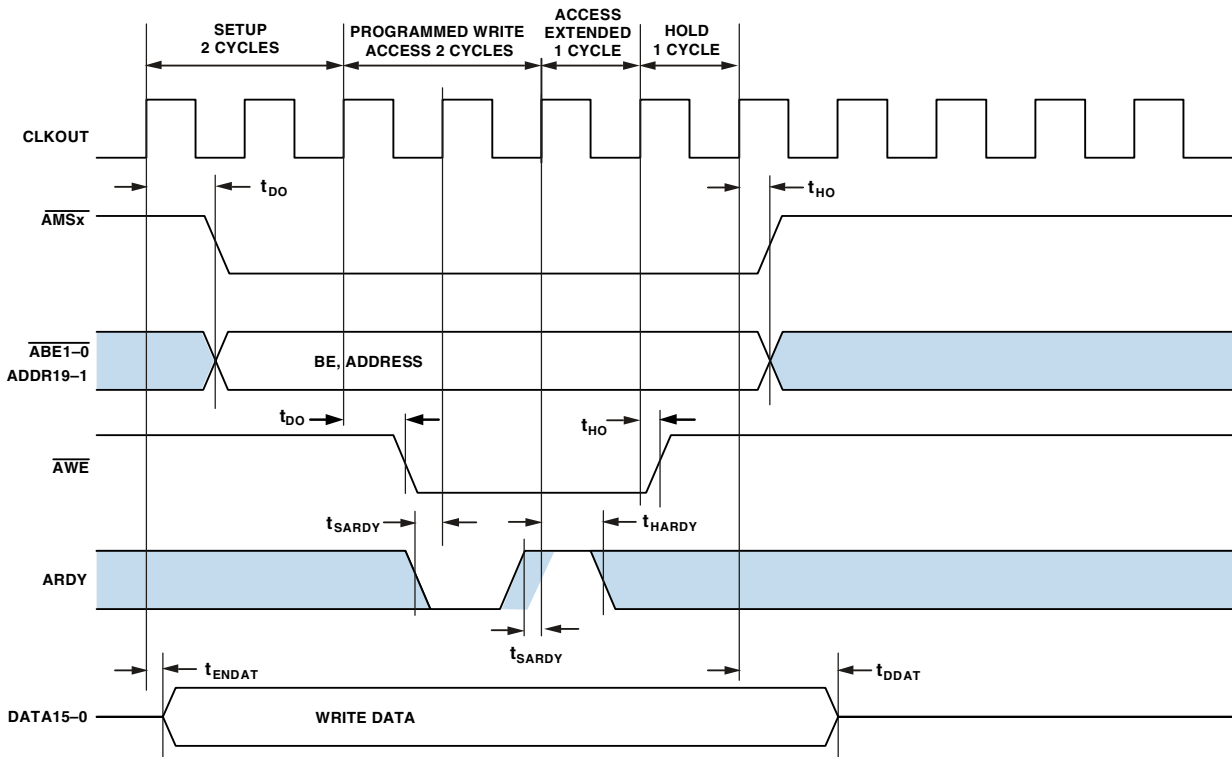 SETUP
2 CYCLES
PROGRAMMED WRITE
ACCESS 2 CYCLES
ACCESS
EXTENDED
1 CYCLE
HOLD
1 CYCLE
CLKOUT
tDO
tHO
AMSx
ABE1–0
ADDR19–1
BE, ADDRESS
tDO
tHO
AWE
tSARDY
tHARDY
ARDY
tSARDY
tENDAT
tDDAT
DATA15–0
WRITE DATA